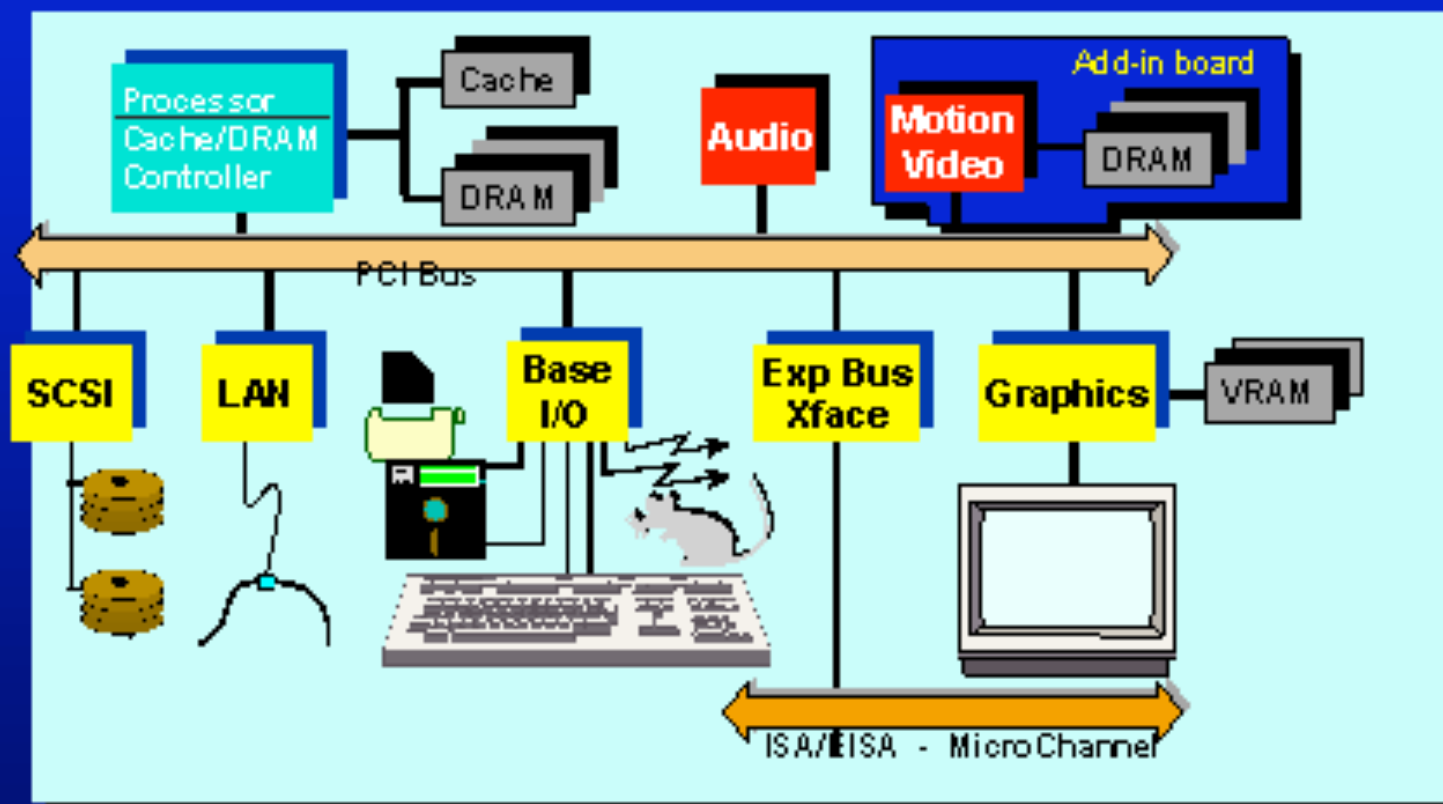 Processor
Cache/DRAM
Controller
Cache
DRAM
Audio
Add-in board
Motion
Video
DRAM
PCI Bus
SCSI
LAN
Base
I/O
Exp Bus
Xface
Graphics
VRAM
ISA/EISA - MicroChannel